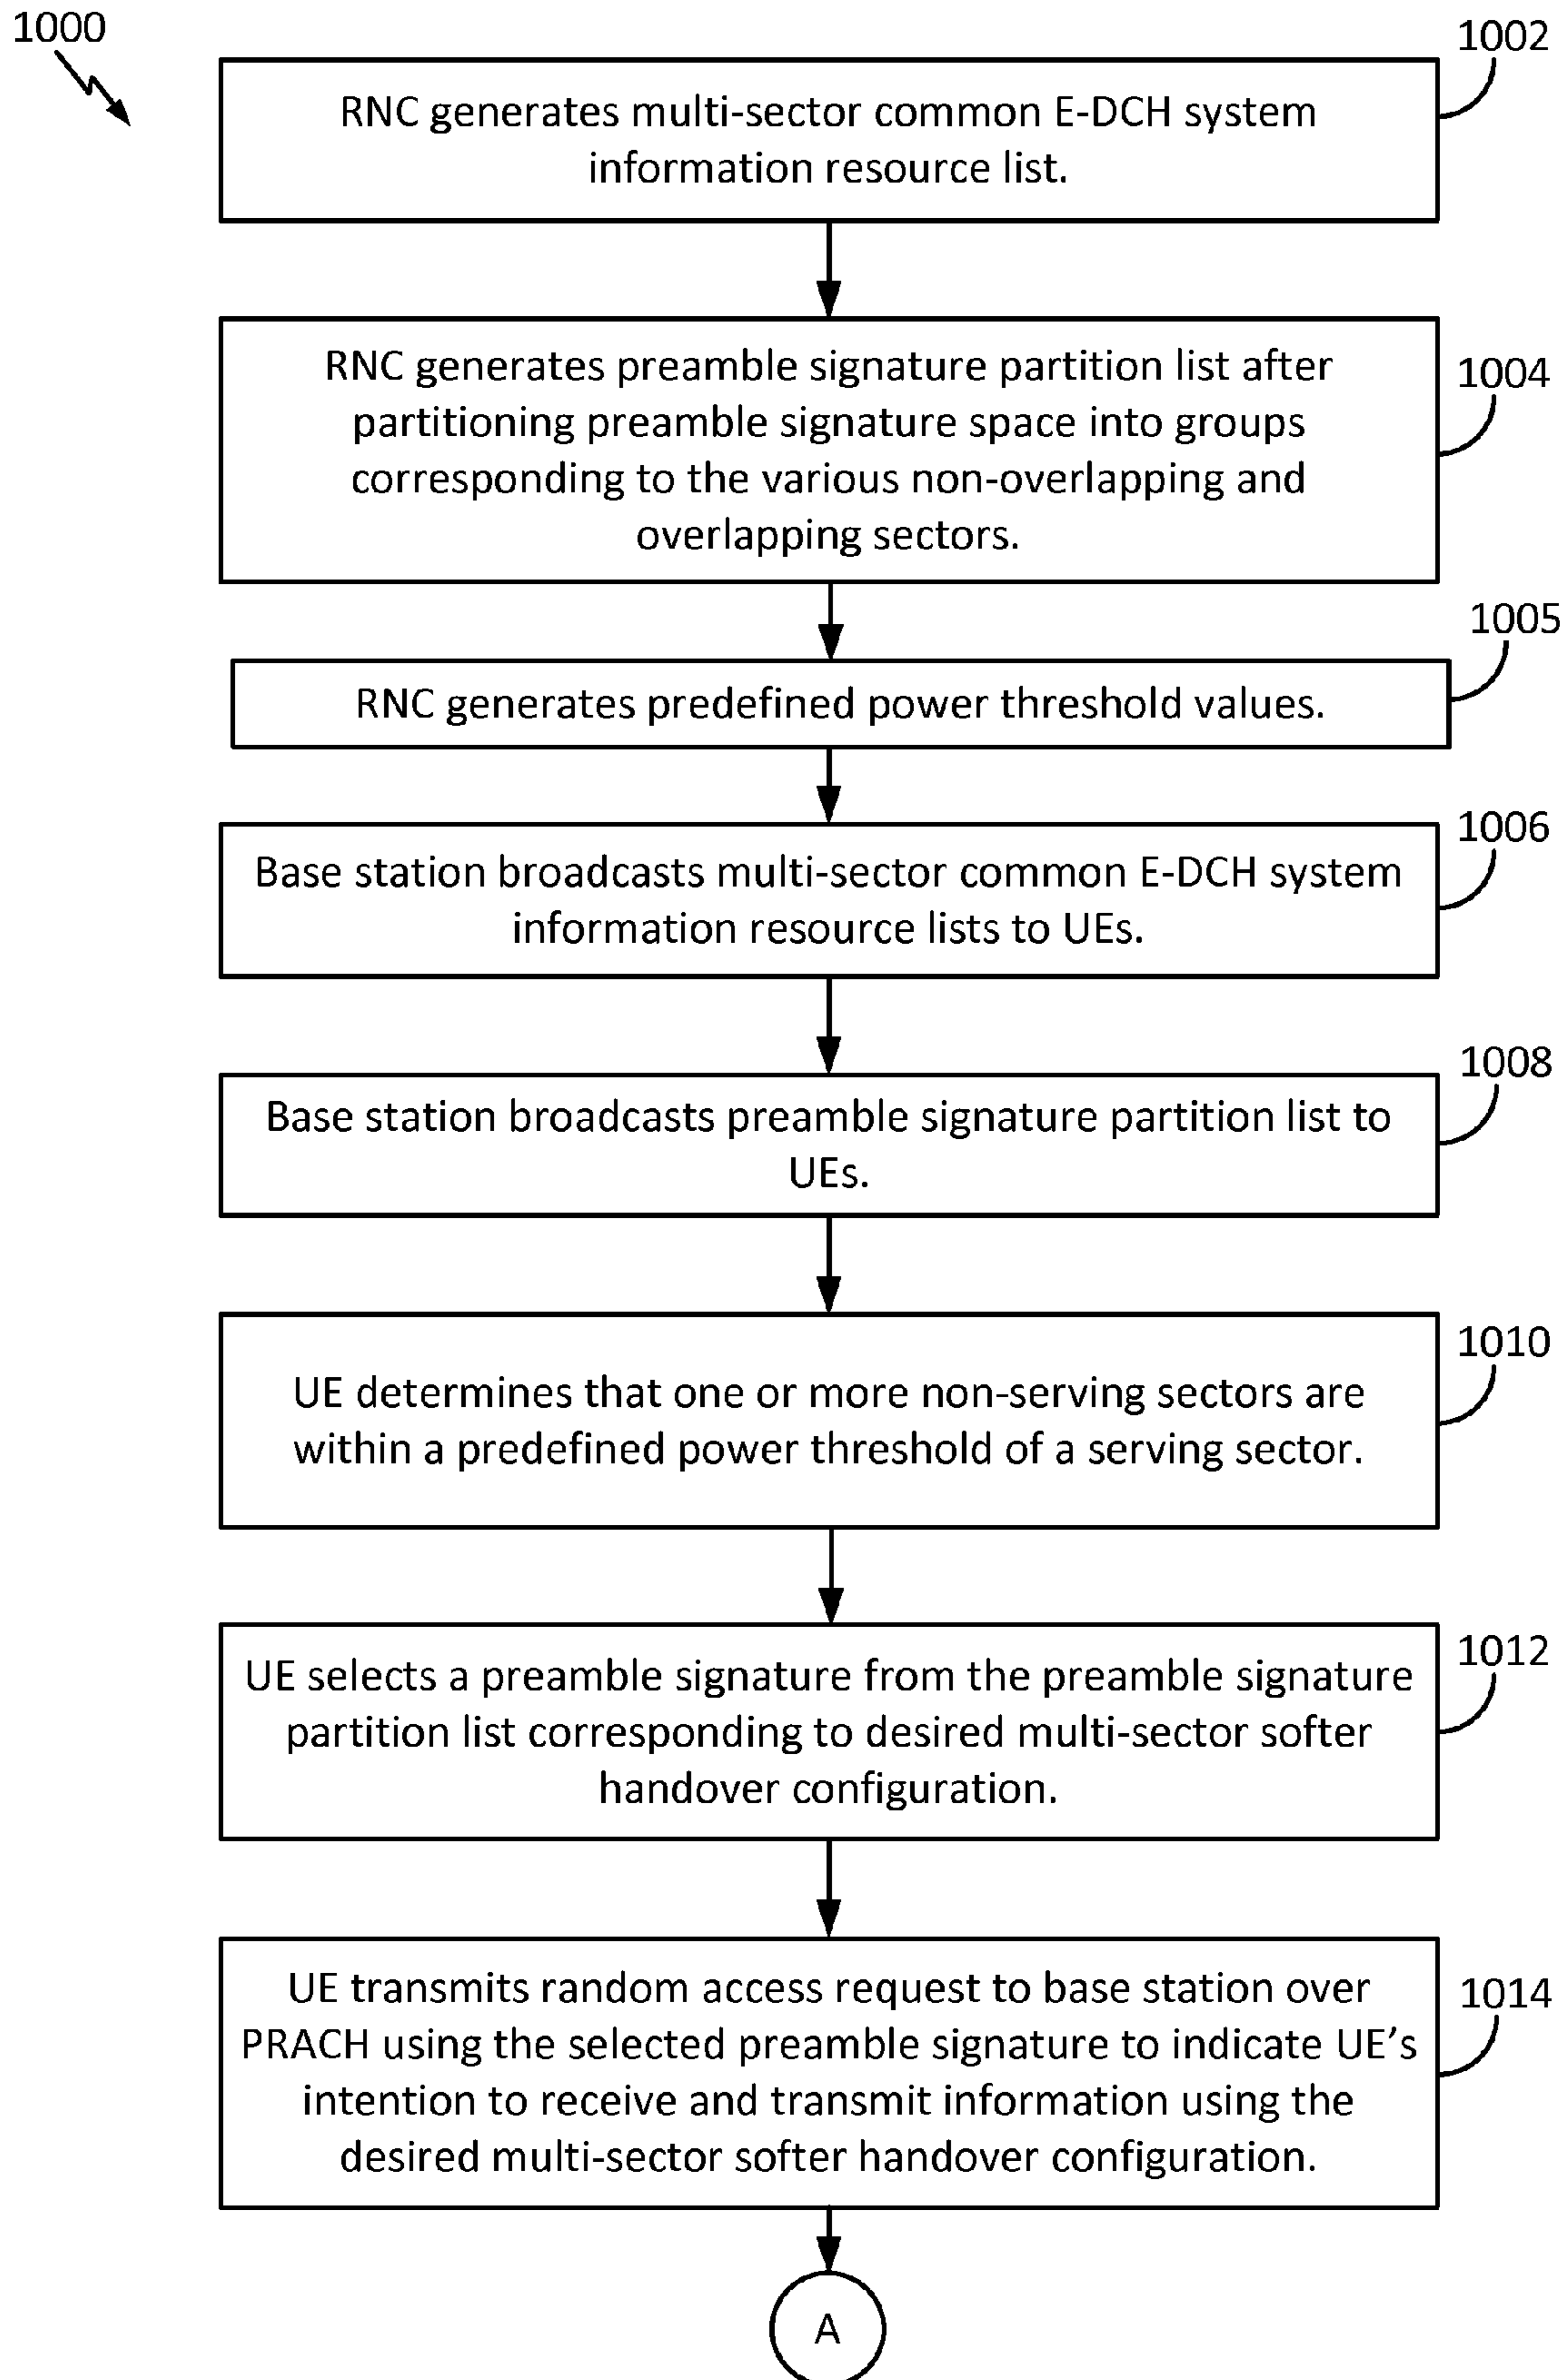 1000
1002
RNC generates multi-sector common E-DCH system
information resource list.
1004
RNC generates preamble signature partition list after
partitioning preamble signature space into groups
corresponding to the various non-overlapping and
overlapping sectors.
1005
RNC generates predefined power threshold values.
1006
Base station broadcasts multi-sector common E-DCH system
information resource lists to UEs.
1008
Base station broadcasts preamble signature partition list to
UEs.
1010
UE determines that one or more non-serving sectors are
within a predefined power threshold of a serving sector.
1012
UE selects a preamble signature from the preamble signature
partition list corresponding to desired multi-sector softer
handover configuration.
1014
UE transmits random access request to base station over
PRACH using the selected preamble signature to indicate UE’s
intention to receive and transmit information using the
desired multi-sector softer handover configuration.
A